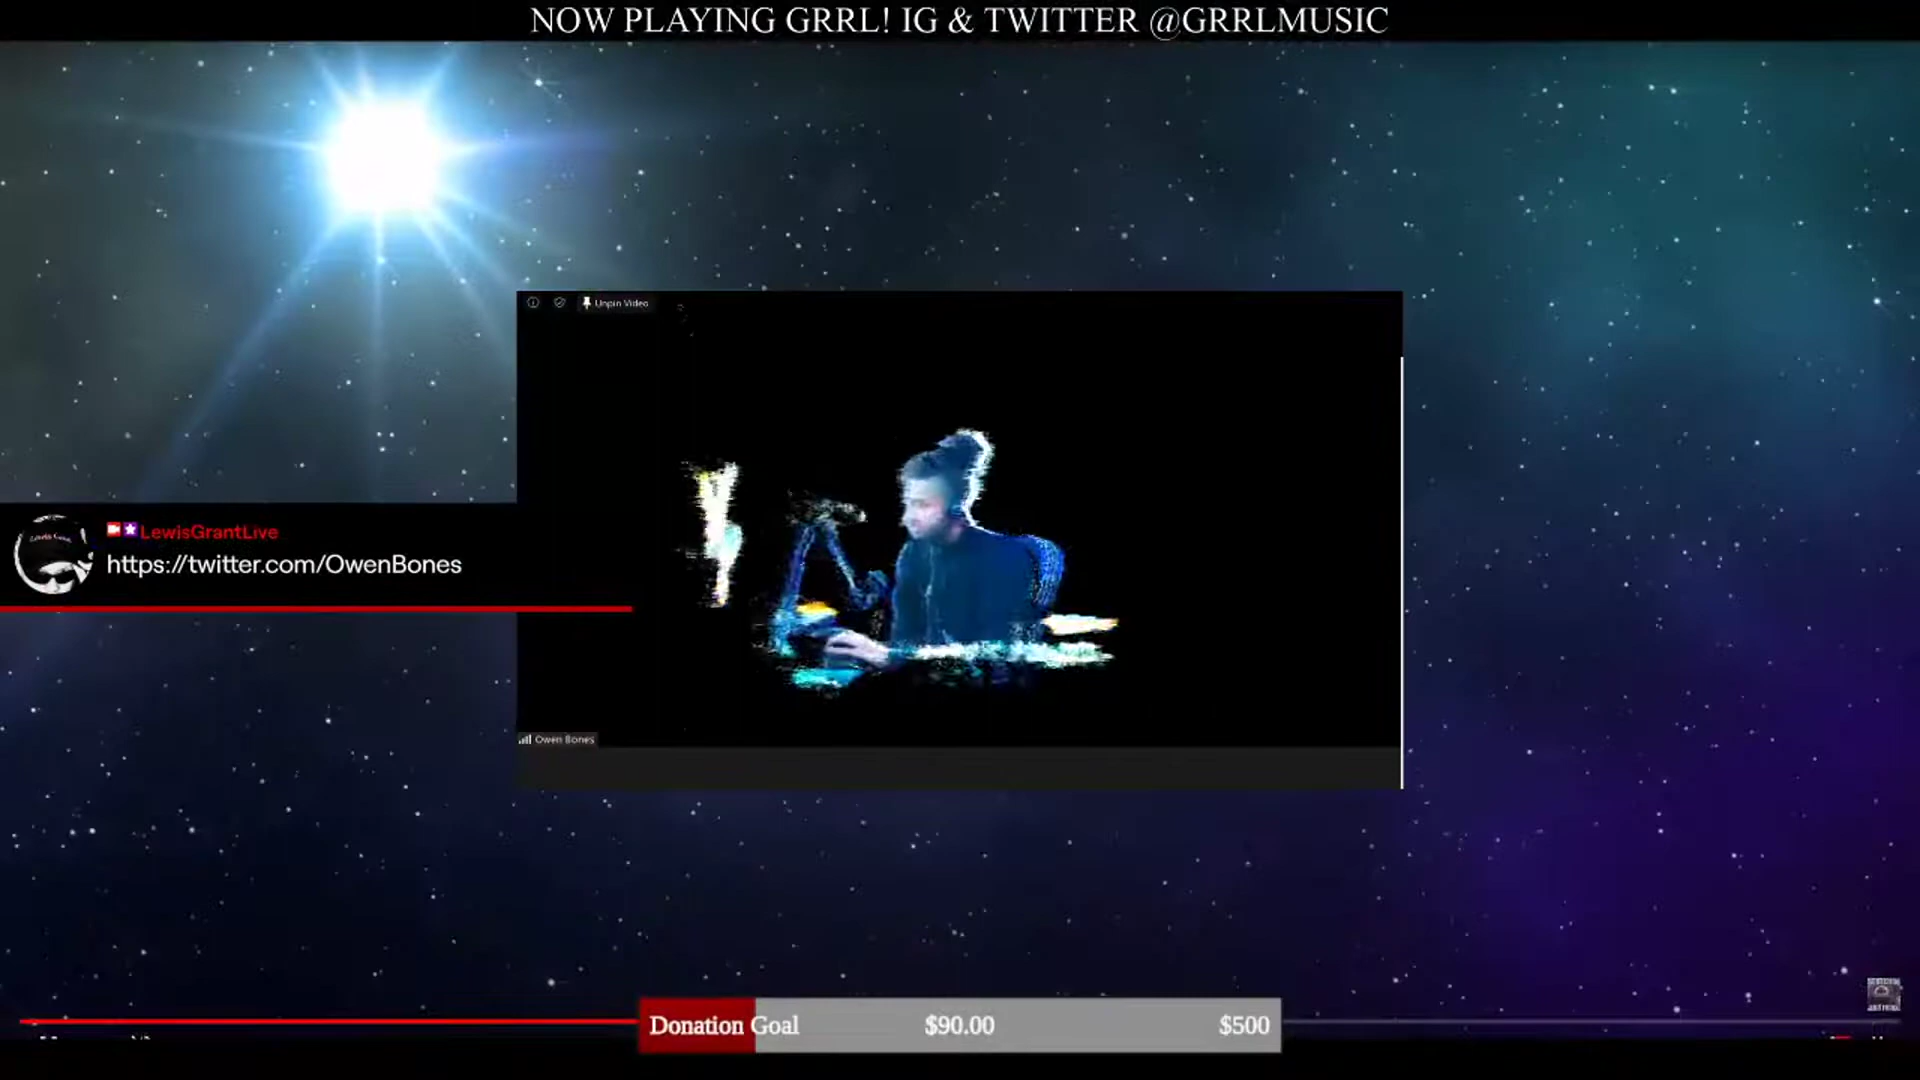 NOW PLAYING GRRL! IG & TWITTER @GRRLMUSIC
Unpin Video
LewisGrantLive
https://twitter.com/OwenBones
Owen Bones
Donation Goal $90.00 $500